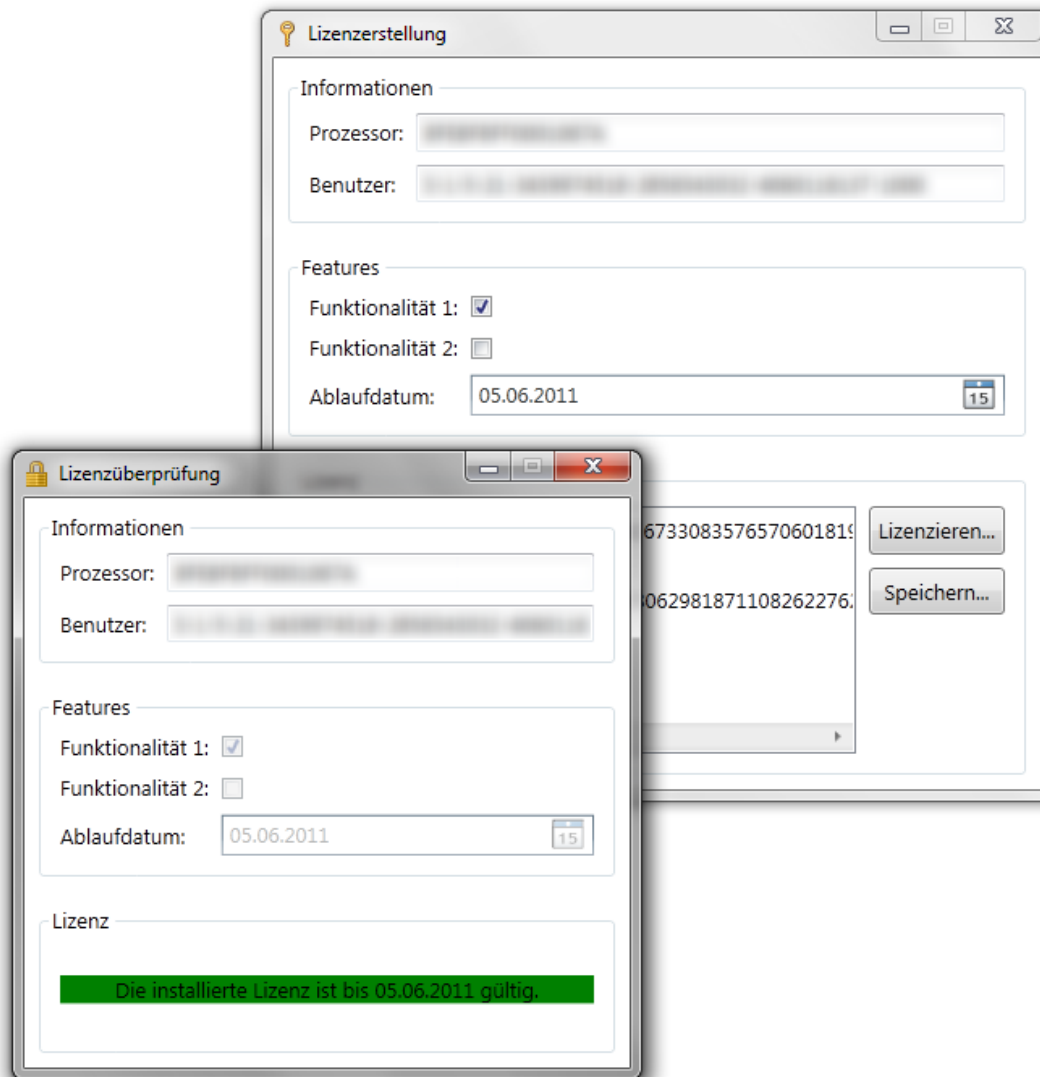 Lizenzerstellung
Informationen
Prozessor:
Benutzer:
Features
Funktionalität 1:
Funktionalität 2:
Ablaufdatum: 05.06.2011 15
67330835765706018
Lizenzieren...
0629818711082622762
Speichern...
Lizenzüberprüfung
Informationen
Prozessor:
Benutzer:
Features
Funktionalität 1:
Funktionalität 2:
Ablaufdatum: 05.06.2011 15
Lizenz
Die installierte Lizenz ist bis 05.06.2011 gültig.